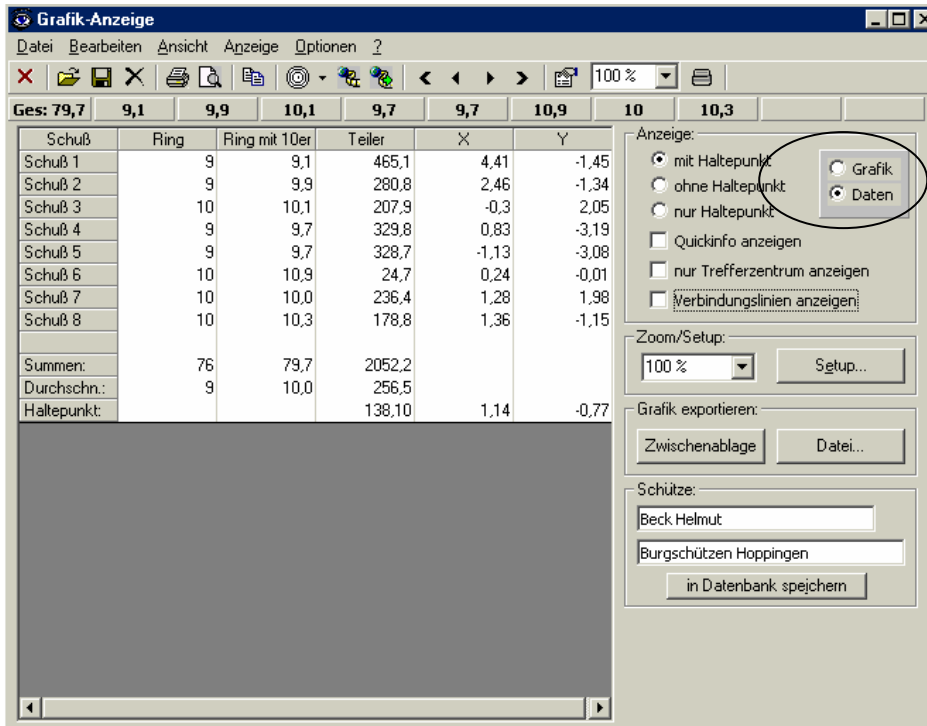 Grafik-Anzeige
Datei Bearbeiten Ansicht Anzeige Optionen ?
100 %
Ges: 79,7 9,1 9,9 10,1 9,7 9,7 10,9 10 10,3
Schuß Ring Ring mit 10er Teiler X Y
Schuß 1 9 9,1 465,1 4,41 -1,45
Schuß 2 9 9,9 280,8 2,46 -1,34
Schuß 3 10 10,1 207,9 -0,3 2,05
Schuß 4 9 9,7 329,8 0,83 -3,19
Schuß 5 9 9,7 328,7 -1,13 -3,08
Schuß 6 10 10,9 24,7 0,24 -0,01
Schuß 7 10 10,0 236,4 1,28 1,98
Schuß 8 10 10,3 178,8 1,36 -1,15
Summen: 76 79,7 2052,2
Durchschn.: 9 10,0 256,5
Haltepunkt: 138,10 1,14 -0,77
Anzeige:
mit Haltepunkt
ohne Haltepunkt
nur Haltepunkt
Grafik
Daten
Quickinfo anzeigen
nur Trefferzentrum anzeigen
Verbindungslinien anzeigen
Zoom/Setup:
100 % Setup...
Grafik exportieren:
Zwischenablage Datei...
Schütze:
Beck Helmut
Burgschützen Hoppingen
in Datenbank speichern